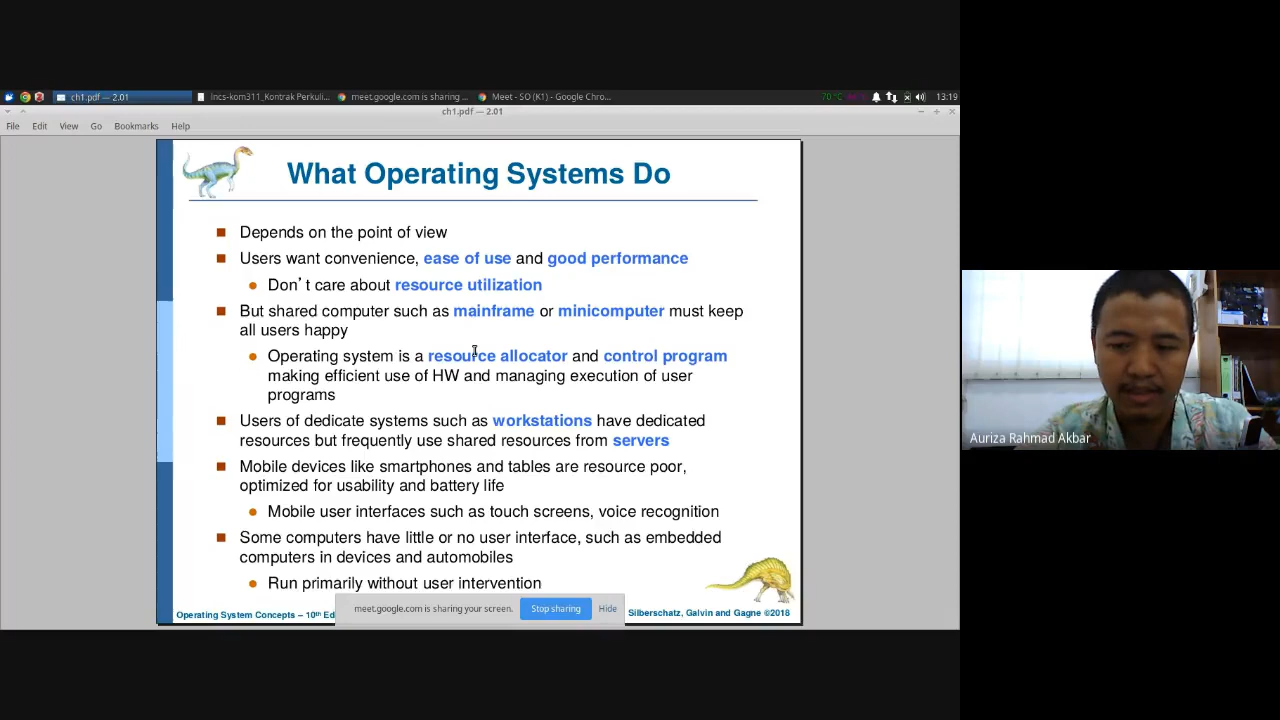 ch1.pdf — 2.01
lncs-kom311_Kontrak Perkuli...
meet.google.com is sharing ...
Meet - SO (K1) - Google Chro...
70°C
13:19
ch1.pdf — 2.01
File Edit View Go Bookmarks Help
What Operating Systems Do
Depends on the point of view
Users want convenience, ease of use and good performance
Don't care about resource utilization
But shared computer such as mainframe or minicomputer must keep
all users happy
Operating system is a resource allocator and control program
making efficient use of HW and managing execution of user
programs
Users of dedicate systems such as workstations have dedicated
resources but frequently use shared resources from servers
Mobile devices like smartphones and tables are resource poor,
optimized for usability and battery life
Mobile user interfaces such as touch screens, voice recognition
Some computers have little or no user interface, such as embedded
computers in devices and automobiles
Run primarily without user intervention
Operating System Concepts – 10th Ed
meet.google.com is sharing your screen. Stop sharing Hide
Silberschatz, Galvin and Gagne ©2018
Auriza Rahmad Akbar